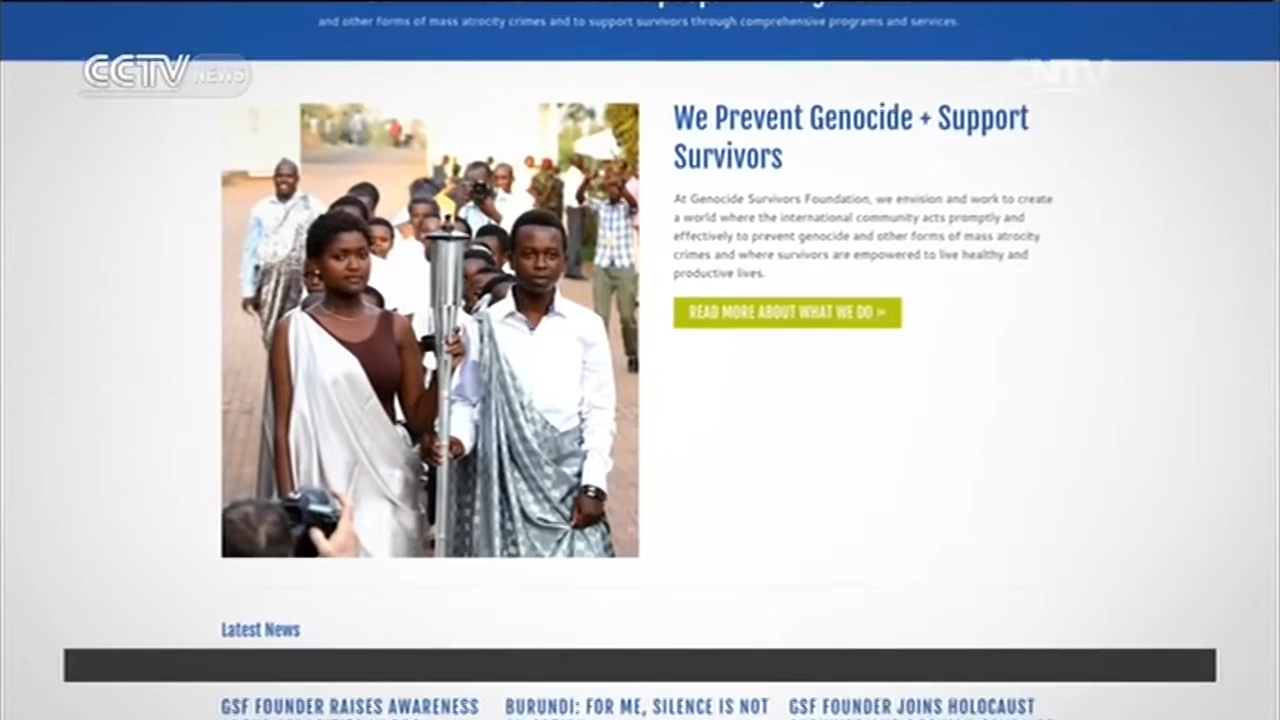 and other forms of mass atrocity crimes and to support survivors through comprehensive programs and services.
CCTV NEWS
CNTV
We Prevent Genocide + Support
Survivors
At Genocide Survivors Foundation, we envision and work to create
a world where the international community acts promptly and
effectively to prevent genocide and other forms of mass atrocity
crimes and where survivors are empowered to live healthy and
productive lives.
READ MORE ABOUT WHAT WE DO »
Latest News
GSF FOUNDER RAISES AWARENESS
BURUNDI: FOR ME, SILENCE IS NOT
GSF FOUNDER JOINS HOLOCAUST